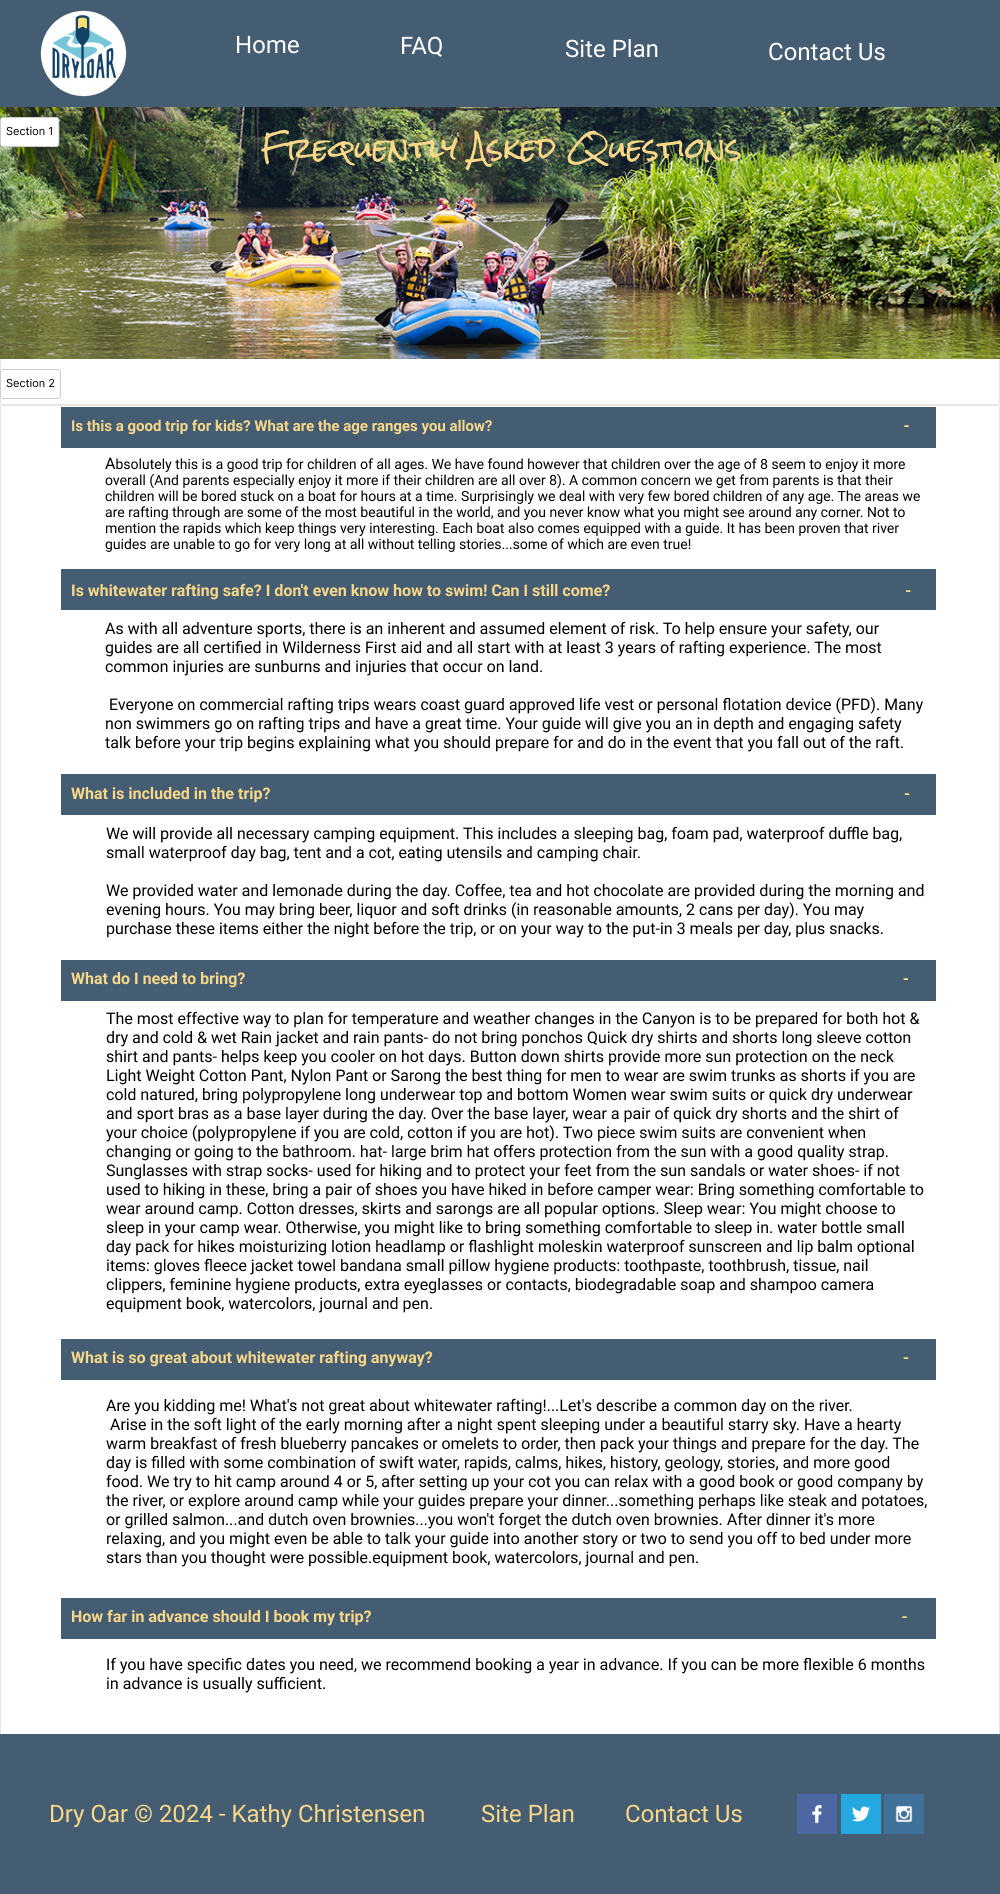 DRY OAR
Home
FAQ
Site Plan
Contact Us
Section 1
Frequently Asked Questions
Section 2
Is this a good trip for kids? What are the age ranges you allow? -
Absolutely this is a good trip for children of all ages. We have found however that children over the age of 8 seem to enjoy it more
overall (And parents especially enjoy it more if their children are all over 8). A common concern we get from parents is that their
children will be bored stuck on a boat for hours at a time. Surprisingly we deal with very few bored children of any age. The areas we
are rafting through are some of the most beautiful in the world, and you never know what you might see around any corner. Not to
mention the rapids which keep things very interesting. Each boat also comes equipped with a guide. It has been proven that river
guides are unable to go for very long at all without telling stories...some of which are even true!
Is whitewater rafting safe? I don't even know how to swim! Can I still come? -
As with all adventure sports, there is an inherent and assumed element of risk. To help ensure your safety, our
guides are all certified in Wilderness First aid and all start with at least 3 years of rafting experience. The most
common injuries are sunburns and injuries that occur on land.
Everyone on commercial rafting trips wears coast guard approved life vest or personal flotation device (PFD). Many
non swimmers go on rafting trips and have a great time. Your guide will give you an in depth and engaging safety
talk before your trip begins explaining what you should prepare for and do in the event that you fall out of the raft.
What is included in the trip? -
We will provide all necessary camping equipment. This includes a sleeping bag, foam pad, waterproof duffle bag,
small waterproof day bag, tent and a cot, eating utensils and camping chair.
We provided water and lemonade during the day. Coffee, tea and hot chocolate are provided during the morning and
evening hours. You may bring beer, liquor and soft drinks (in reasonable amounts, 2 cans per day). You may
purchase these items either the night before the trip, or on your way to the put-in 3 meals per day, plus snacks.
What do I need to bring? -
The most effective way to plan for temperature and weather changes in the Canyon is to be prepared for both hot &
dry and cold & wet Rain jacket and rain pants- do not bring ponchos Quick dry shirts and shorts long sleeve cotton
shirt and pants- helps keep you cooler on hot days. Button down shirts provide more sun protection on the neck
Light Weight Cotton Pant, Nylon Pant or Sarong the best thing for men to wear are swim trunks as shorts if you are
cold natured, bring polypropylene long underwear top and bottom Women wear swim suits or quick dry underwear
and sport bras as a base layer during the day. Over the base layer, wear a pair of quick dry shorts and the shirt of
your choice (polypropylene if you are cold, cotton if you are hot). Two piece swim suits are convenient when
changing or going to the bathroom. hat- large brim hat offers protection from the sun with a good quality strap.
Sunglasses with strap socks- used for hiking and to protect your feet from the sun sandals or water shoes- if not
used to hiking in these, bring a pair of shoes you have hiked in before camper wear: Bring something comfortable to
wear around camp. Cotton dresses, skirts and sarongs are all popular options. Sleep wear: You might choose to
sleep in your camp wear. Otherwise, you might like to bring something comfortable to sleep in. water bottle small
day pack for hikes moisturizing lotion headlamp or flashlight moleskin waterproof sunscreen and lip balm optional
items: gloves fleece jacket towel bandana small pillow hygiene products: toothpaste, toothbrush, tissue, nail
clippers, feminine hygiene products, extra eyeglasses or contacts, biodegradable soap and shampoo camera
equipment book, watercolors, journal and pen.
What is so great about whitewater rafting anyway? -
Are you kidding me! What's not great about whitewater rafting!...Let's describe a common day on the river.
Arise in the soft light of the early morning after a night spent sleeping under a beautiful starry sky. Have a hearty
warm breakfast of fresh blueberry pancakes or omelets to order, then pack your things and prepare for the day. The
day is filled with some combination of swift water, rapids, calms, hikes, history, geology, stories, and more good
food. We try to hit camp around 4 or 5, after setting up your cot you can relax with a good book or good company by
the river, or explore around camp while your guides prepare your dinner...something perhaps like steak and potatoes,
or grilled salmon...and dutch oven brownies...you won't forget the dutch oven brownies. After dinner it's more
relaxing, and you might even be able to talk your guide into another story or two to send you off to bed under more
stars than you thought were possible.equipment book, watercolors, journal and pen.
How far in advance should I book my trip? -
If you have specific dates you need, we recommend booking a year in advance. If you can be more flexible 6 months
in advance is usually sufficient.
Dry Oar © 2024 - Kathy Christensen
Site Plan
Contact Us